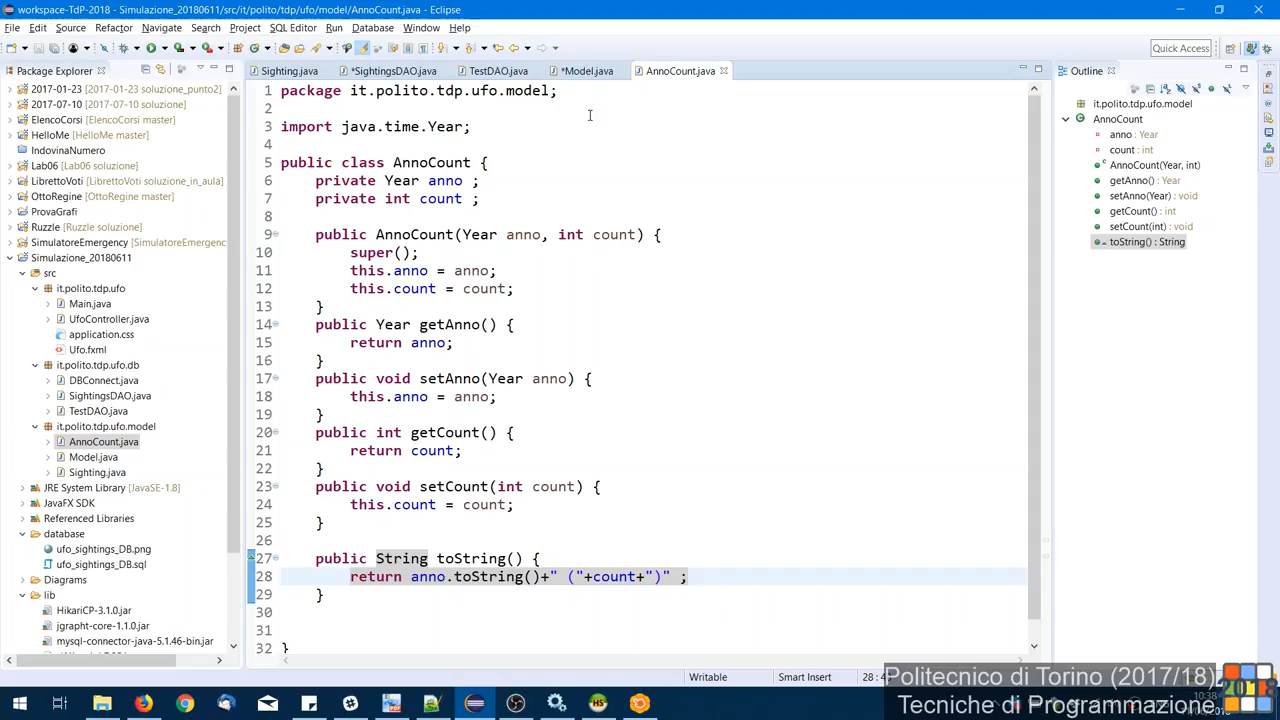 workspace-TdP-2018 - Simulazione_20180611/src/it/polito/tdp/ufo/model/AnnoCount.java - Eclipse
File Edit Source Refactor Navigate Search Project SQL Editor Run Database Window Help
Quick Access
Package Explorer
2017-01-23 [2017-01-23 soluzione_punto2]
2017-07-10 [2017-07-10 soluzione]
ElencoCorsi [ElencoCorsi master]
HelloMe [HelloMe master]
IndovinaNumero
Lab06 [Lab06 soluzione]
LibrettoVoti [LibrettoVoti soluzione_in_aula]
OttoRegine [OttoRegine master]
ProvaGrafi
Ruzzle [Ruzzle soluzione]
SimulatoreEmergency [SimulatoreEmergenc
Simulazione_20180611
src
it.polito.tdp.ufo
Main.java
UfoController.java
application.css
Ufo.fxml
it.polito.tdp.ufo.db
DBConnect.java
SightingsDAO.java
TestDAO.java
it.polito.tdp.ufo.model
AnnoCount.java
Model.java
Sighting.java
JRE System Library [JavaSE-1.8]
JavaFX SDK
Referenced Libraries
database
ufo_sightings_DB.png
ufo_sightings_DB.sql
Diagrams
lib
HikariCP-3.1.0.jar
jgrapht-core-1.1.0.jar
mysql-connector-java-5.1.46-bin.jar
Sighting.java *SightingsDAO.java TestDAO.java *Model.java AnnoCount.java
1 package it.polito.tdp.ufo.model;
2
3 import java.time.Year;
4
5 public class AnnoCount {
6 private Year anno ;
7 private int count ;
8
9 public AnnoCount(Year anno, int count) {
10 super();
11 this.anno = anno;
12 this.count = count;
13 }
14 public Year getAnno() {
15 return anno;
16 }
17 public void setAnno(Year anno) {
18 this.anno = anno;
19 }
20 public int getCount() {
21 return count;
22 }
23 public void setCount(int count) {
24 this.count = count;
25 }
26
27 public String toString() {
28 return anno.toString()+" ("+count+")" ;
29 }
30
31
32 }
Outline
it.polito.tdp.ufo.model
AnnoCount
anno : Year
count : int
AnnoCount(Year, int)
getAnno() : Year
setAnno(Year) : void
getCount() : int
setCount(int) : void
toString() : String
Writable Smart Insert
Politecnico di Torino (2017/18)
Tecniche di Programmazione
2018
10:38